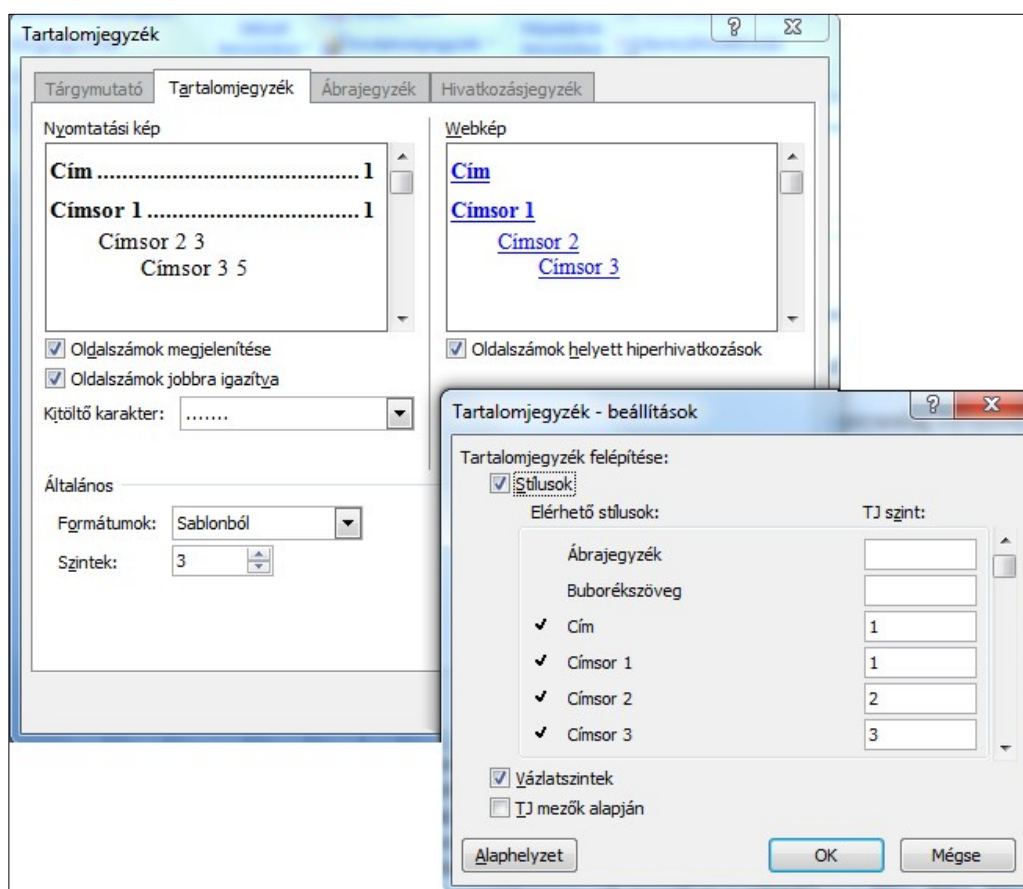 Tartalomjegyzék
Tárgymutató Tartalomjegyzék Ábrajegyzék Hivatkozásjegyzék
Nyomtatási kép
Cím ........................................ 1
Címsor 1 ................................. 1
Címsor 2 3
Címsor 3 5
Webkép
Cím
Címsor 1
Címsor 2
Címsor 3
Oldalszámok megjelenítése
Oldalszámok jobbra igazítva
Kitöltő karakter: .......
Oldalszámok helyett hiperhivatkozások
Általános
Formátumok: Sablonból
Szintek: 3
Tartalomjegyzék - beállítások
Tartalomjegyzék felépítése:
Stílusok
Elérhető stílusok: TJ szint:
Ábrajegyzék
Buborékszöveg
Cím 1
Címsor 1 1
Címsor 2 2
Címsor 3 3
Vázlatszintek
TJ mezők alapján
Alaphelyzet OK Mégse